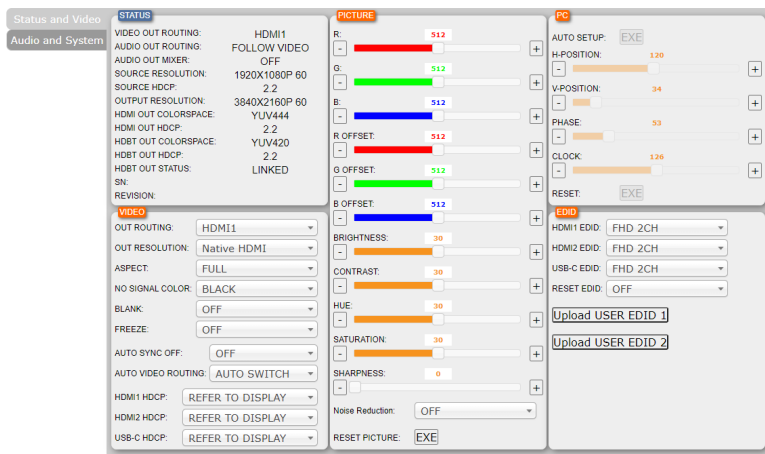 Status and Video
Audio and System
STATUS
VIDEO OUT ROUTING: HDMI1
AUDIO OUT ROUTING: FOLLOW VIDEO
AUDIO OUT MIXER: OFF
SOURCE RESOLUTION: 1920X1080P 60
SOURCE HDCP: 2.2
OUTPUT RESOLUTION: 3840X2160P 60
HDMI OUT COLORSPACE: YUV444
HDMI OUT HDCP: 2.2
HDBT OUT COLORSPACE: YUV420
HDBT OUT HDCP: 2.2
HDBT OUT STATUS: LINKED
SN:
REVISION:
VIDEO
OUT ROUTING: HDMI1
OUT RESOLUTION: Native HDMI
ASPECT: FULL
NO SIGNAL COLOR: BLACK
BLANK: OFF
FREEZE: OFF
AUTO SYNC OFF: OFF
AUTO VIDEO ROUTING: AUTO SWITCH
HDMI1 HDCP: REFER TO DISPLAY
HDMI2 HDCP: REFER TO DISPLAY
USB-C HDCP: REFER TO DISPLAY
PICTURE
R: 512
- +
G: 512
- +
B: 512
- +
R OFFSET: 512
- +
G OFFSET: 512
- +
B OFFSET: 512
- +
BRIGHTNESS: 30
- +
CONTRAST: 30
- +
HUE: 30
- +
SATURATION: 30
- +
SHARPNESS: 0
- +
Noise Reduction: OFF
RESET PICTURE: EXE
PC
AUTO SETUP: EXE
H-POSITION: 120
- +
V-POSITION: 34
- +
PHASE: 53
- +
CLOCK: 126
- +
RESET: EXE
EDID
HDMI1 EDID: FHD 2CH
HDMI2 EDID: FHD 2CH
USB-C EDID: FHD 2CH
RESET EDID: OFF
Upload USER EDID 1
Upload USER EDID 2